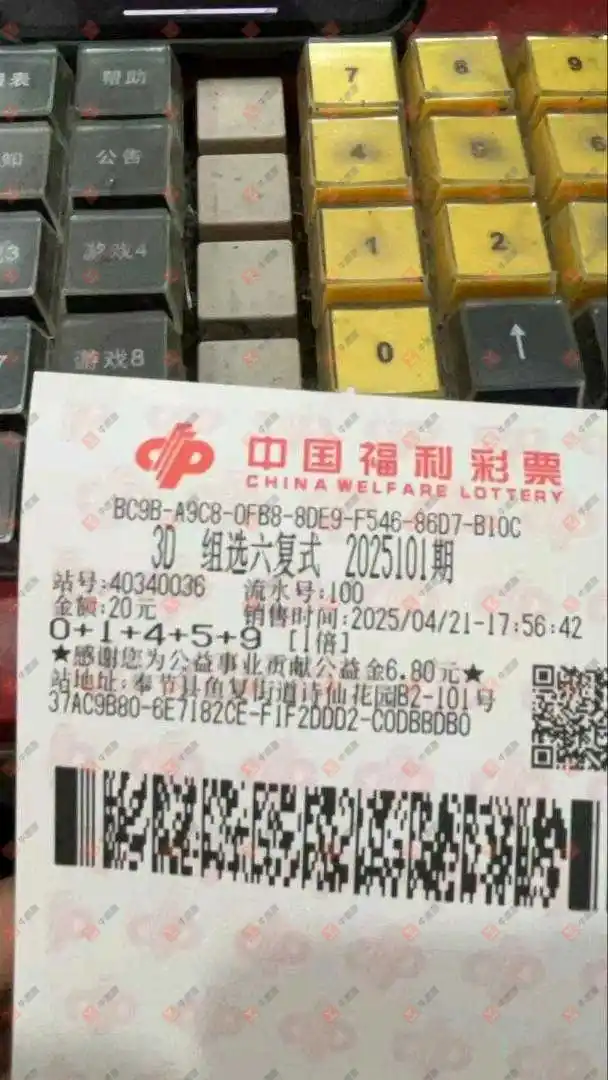 帮助
7
8
9
公告
4
5
6
游戏4
1
2
游戏8
0
↑
中国福利彩票
CHINA WELFARE LOTTERY
BC9B-A9C8-0FB8-8DE9-F546-86D7-B10C
3D 组选六复式 2025101期
站号:40340036 流水号:100
金额:20元 销售时间:2025/04/21-17:56:42
0+1+4+5+9 [1倍]
★感谢您为公益事业贡献公益金6.80元★
站地址:奉节县鱼复街道诗仙花园B2-101号
37AC9B80-6E7182CE-F1F2DDD2-C0DBBDB0